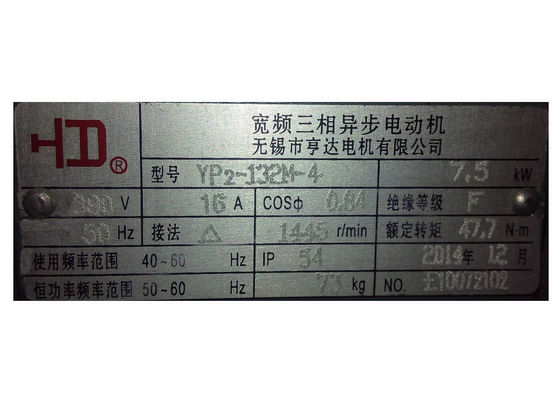 HD®
宽频三相异步电动机
无锡市亨达电机有限公司
型号 YP2-132M-4 7.5 kW
380 V 16 A COSΦ 0.84 绝缘等级 F
50 Hz 接法 △ 1445 r/min 额定转矩 47.7 N·m
使用频率范围 40~60 Hz IP 54 2014年 12月
恒功率频率范围 50~60 Hz 73 kg NO.